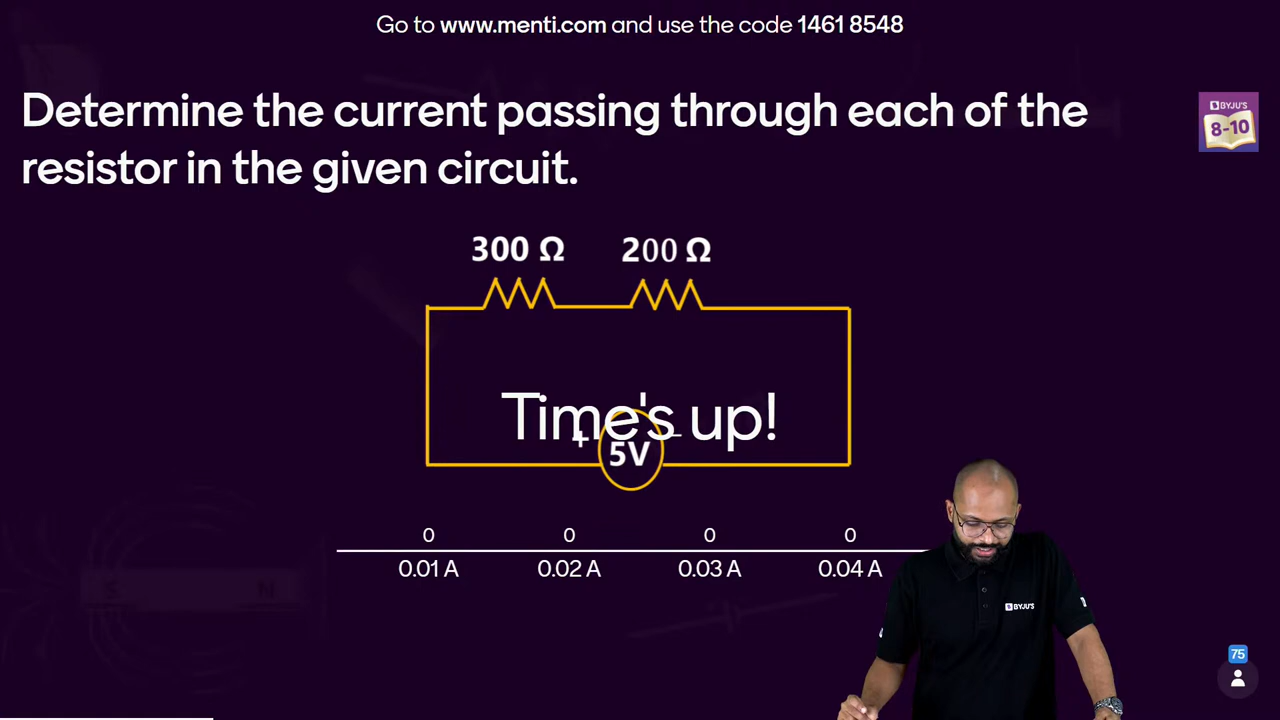 Go to www.menti.com and use the code 1461 8548
Determine the current passing through each of the
resistor in the given circuit.
BYJU'S
8-10
300 Ω 200 Ω
Time's up!
+ −
5V
0 0 0 0
0.01 A 0.02 A 0.03 A 0.04 A
S N
BYJU'S
75